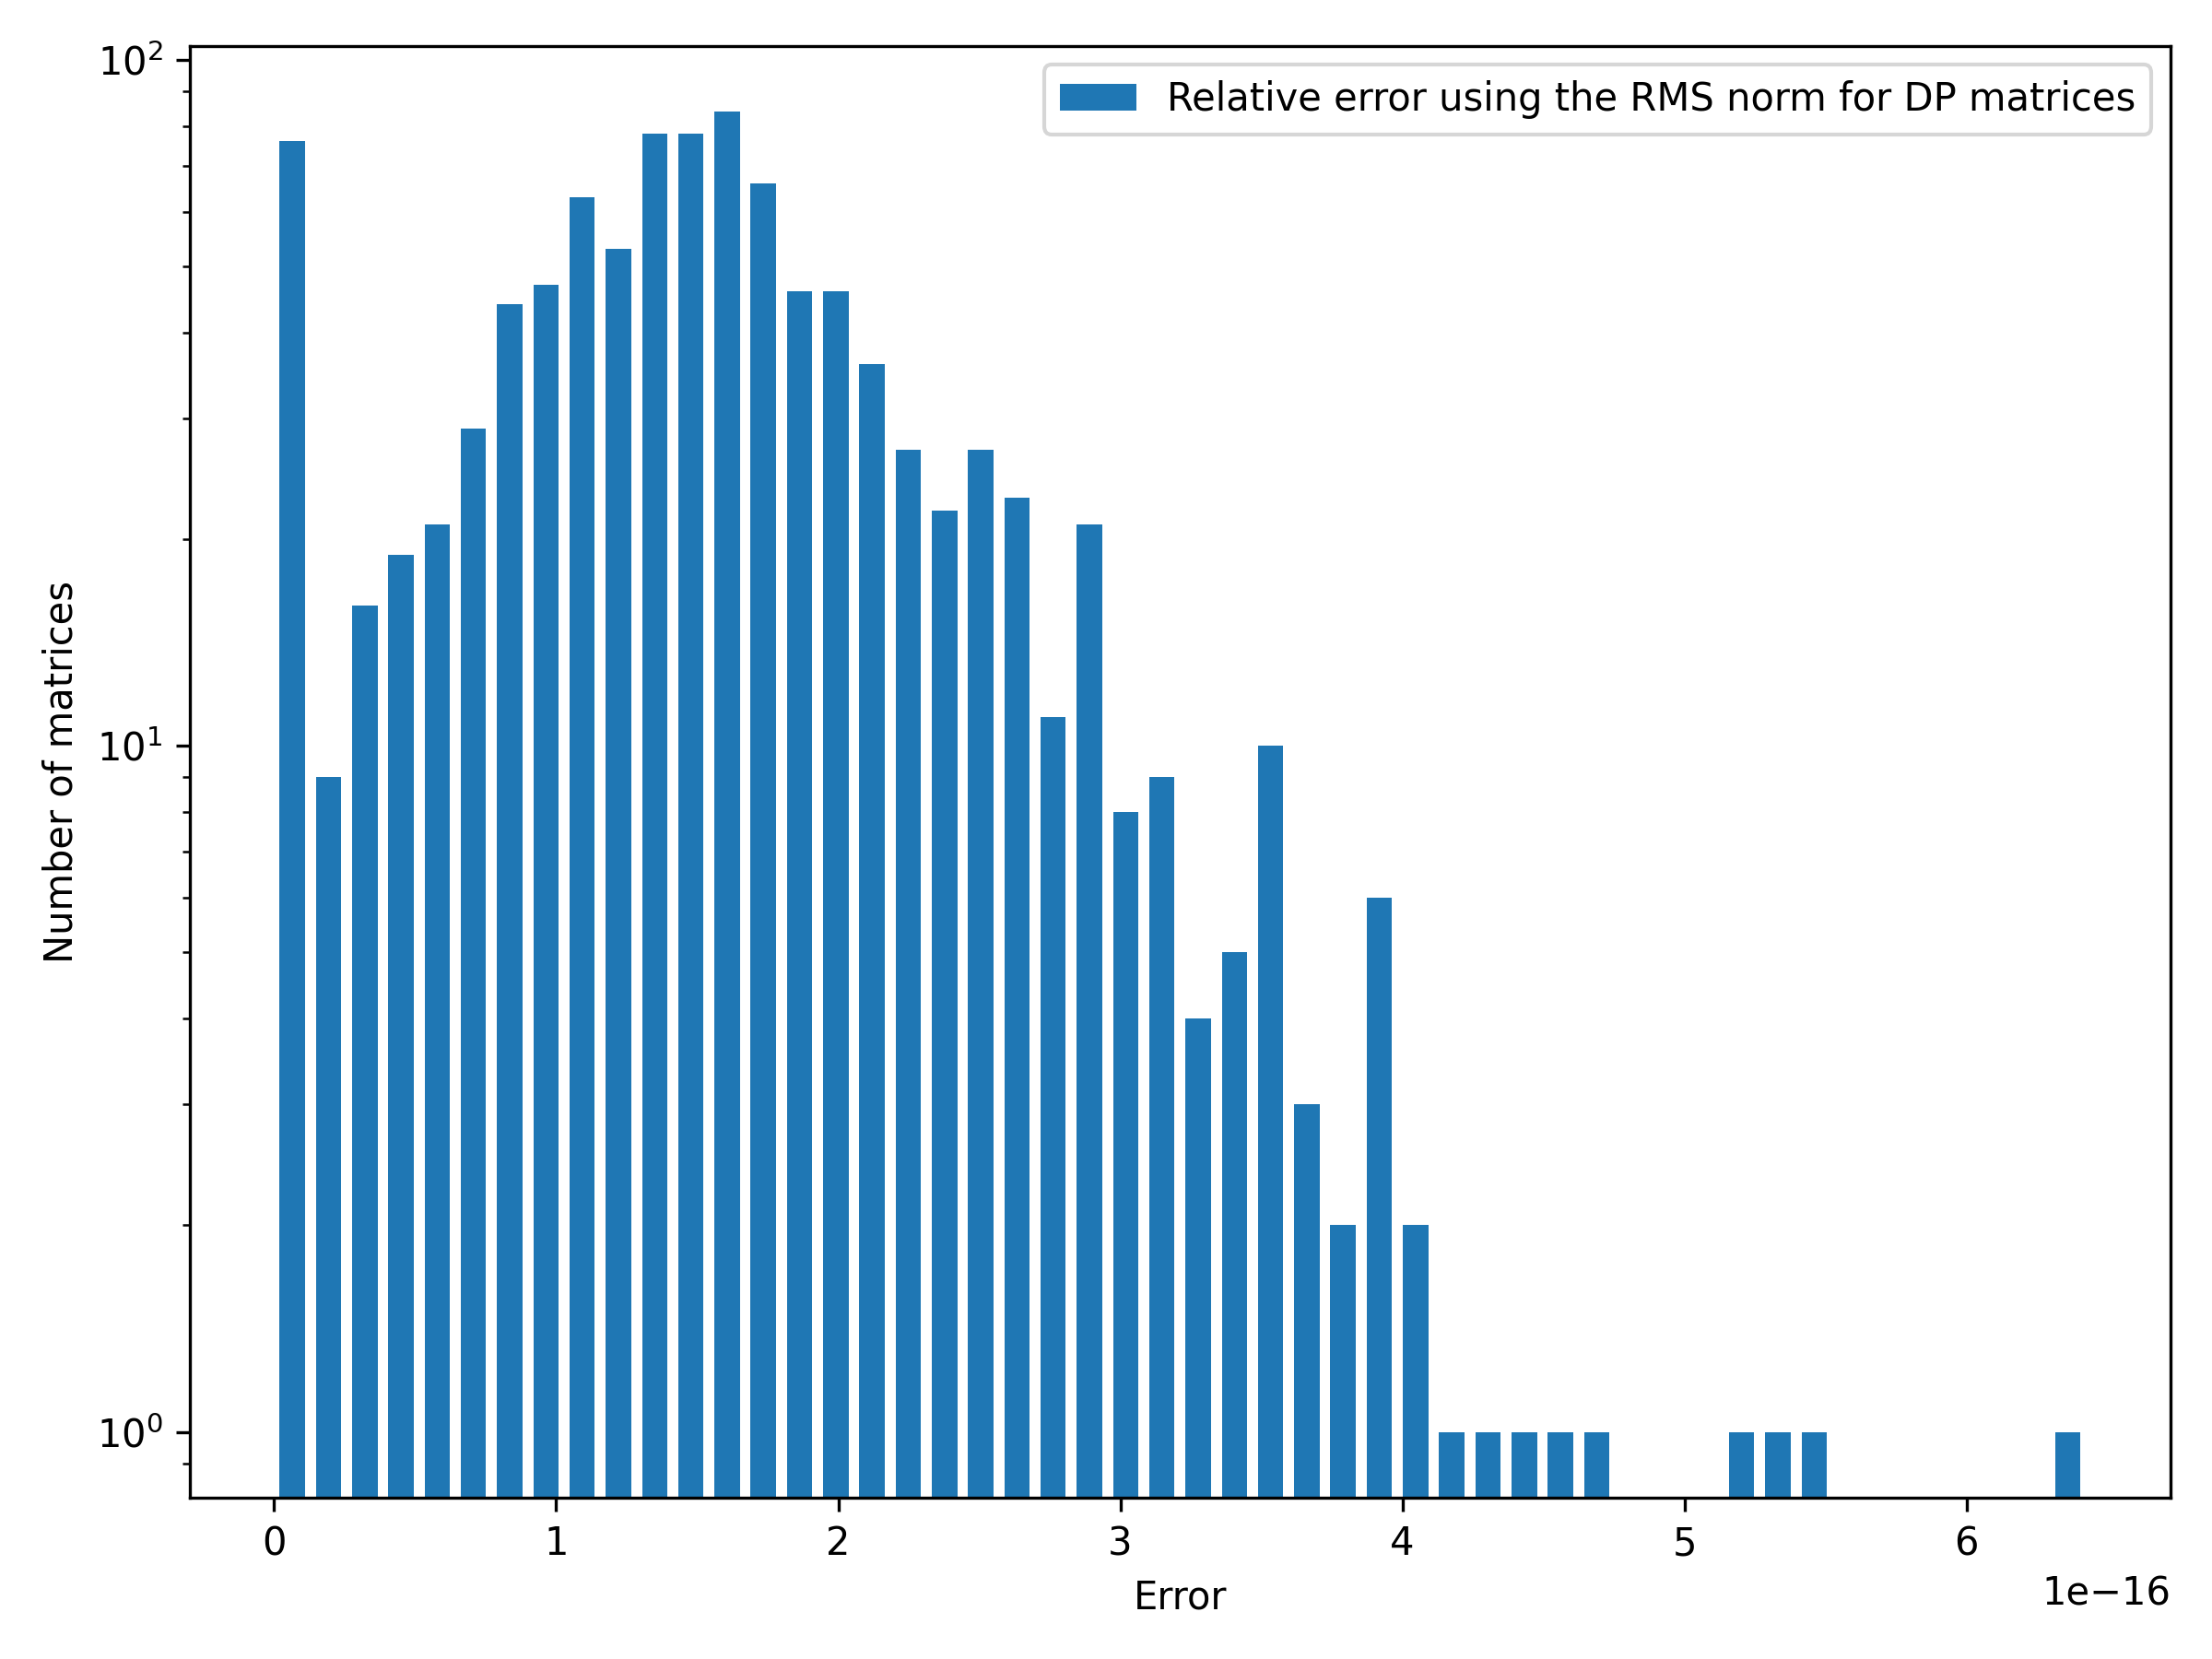 Relative error using the RMS norm for DP matrices
10²
10¹
10⁰
Number of matrices
0 1 2 3 4 5 6
Error
1e−16